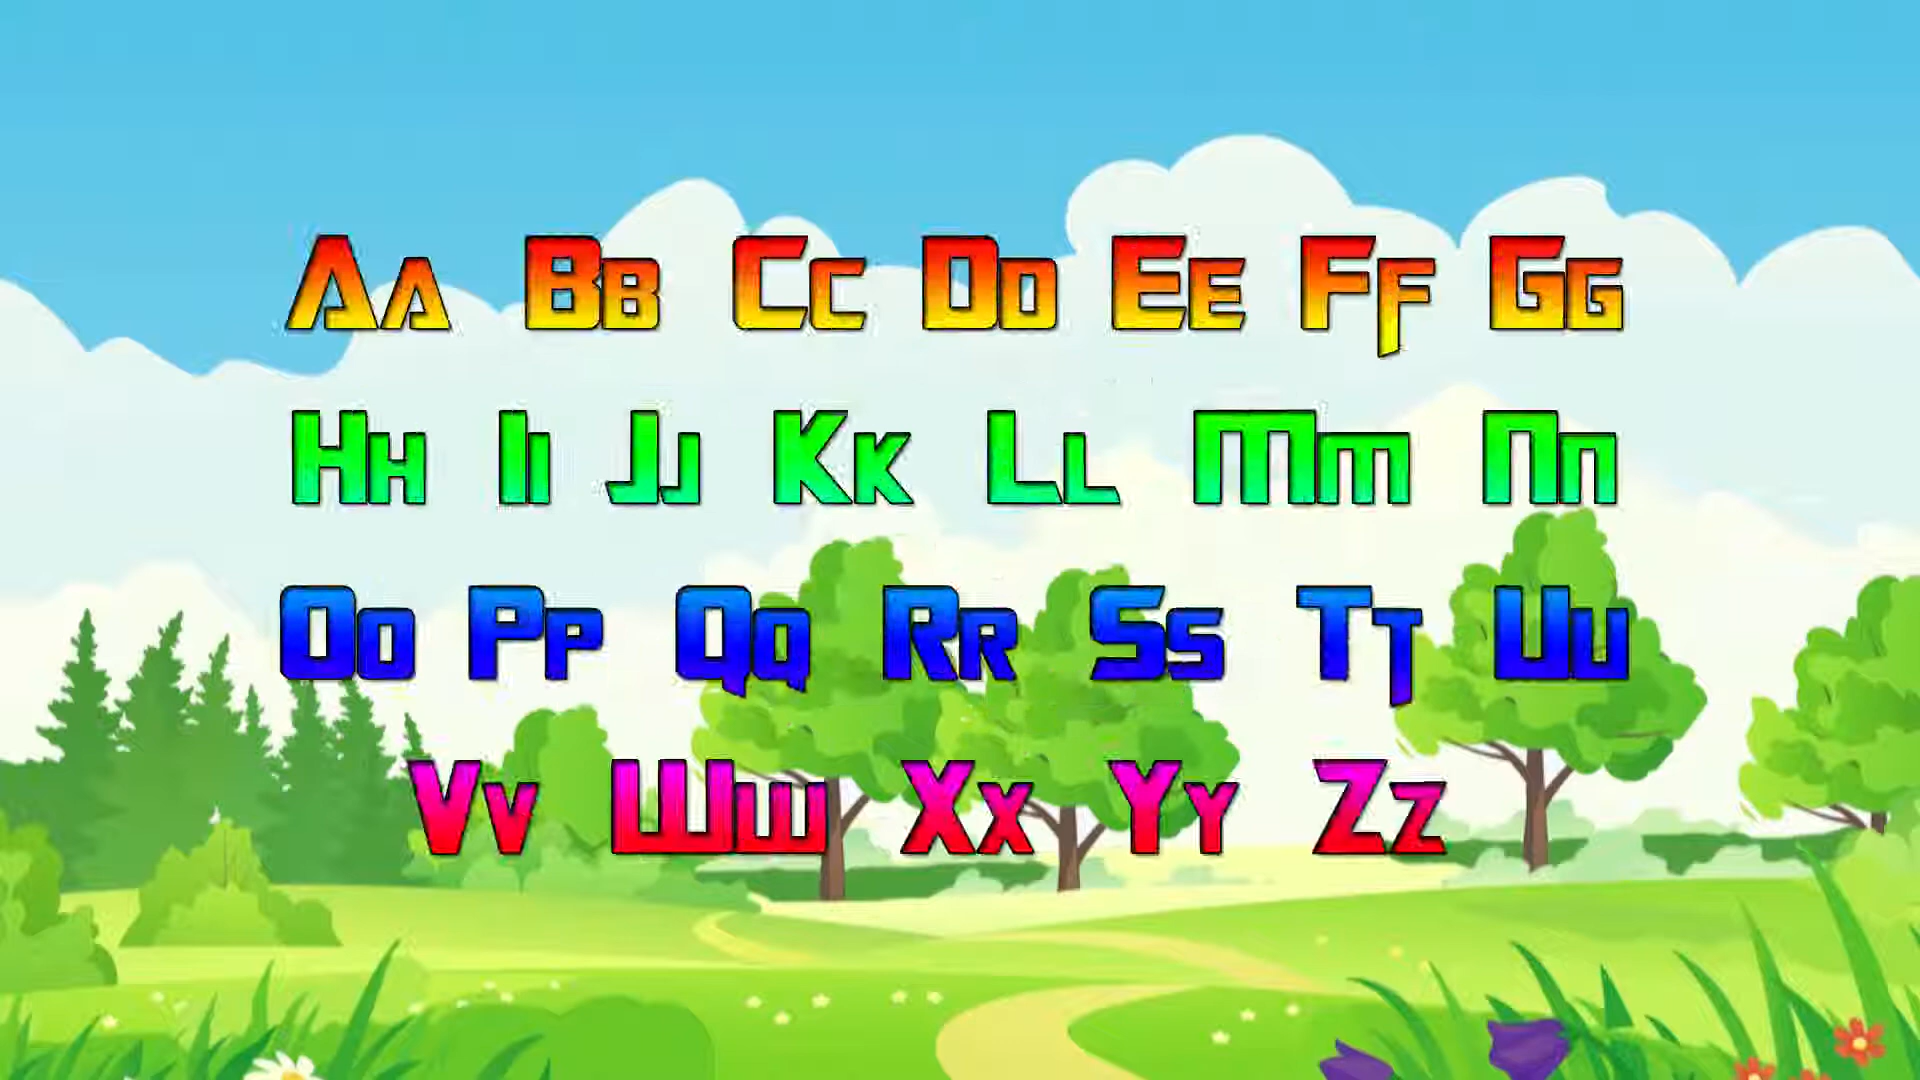 Aa Bb Cc Dd Ee Ff Gg
Hh Ii Jj Kk Ll Mm Nn
Oo Pp Qq Rr Ss Tt Uu
Vv Ww Xx Yy Zz